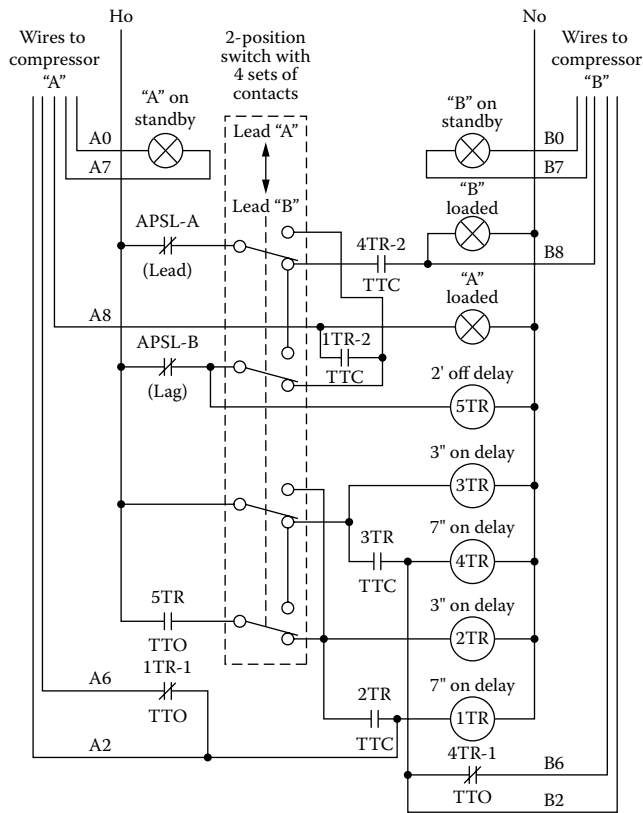 Ho
No
Wires to
compressor
“A”
2-position
switch with
4 sets of
contacts
Wires to
compressor
“B”
“A” on
standby
“B” on
standby
A0
A7
B0
B7
Lead “A”
Lead “B”
“B”
loaded
APSL-A
(Lead)
4TR-2
TTC
B8
“A”
loaded
A8
1TR-2
TTC
APSL-B
(Lag)
2' off delay
5TR
3" on delay
3TR
3TR
TTC
7" on delay
4TR
5TR
TTO
3" on delay
2TR
1TR-1
TTO
A6
2TR
TTC
7" on delay
1TR
A2
4TR-1
TTO
B6
B2